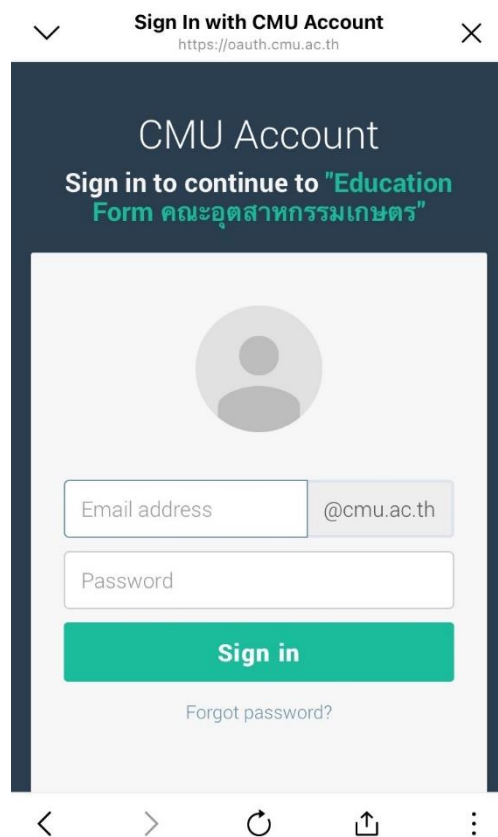 Sign In with CMU Account
https://oauth.cmu.ac.th
CMU Account
Sign in to continue to "Education
Form คณะอุตสาหกรรมเกษตร"
Email address @cmu.ac.th
Password
Sign in
Forgot password?